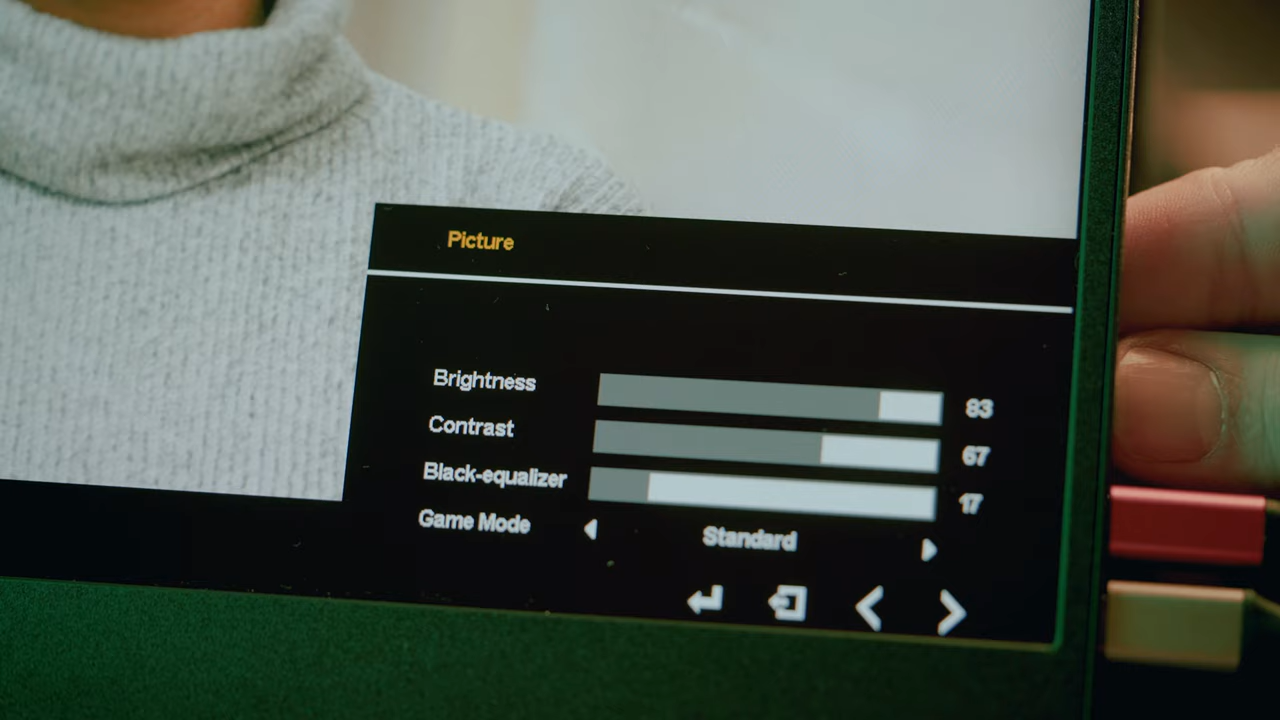 Picture
Brightness 83
Contrast 67
Black-equalizer 17
Game Mode Standard